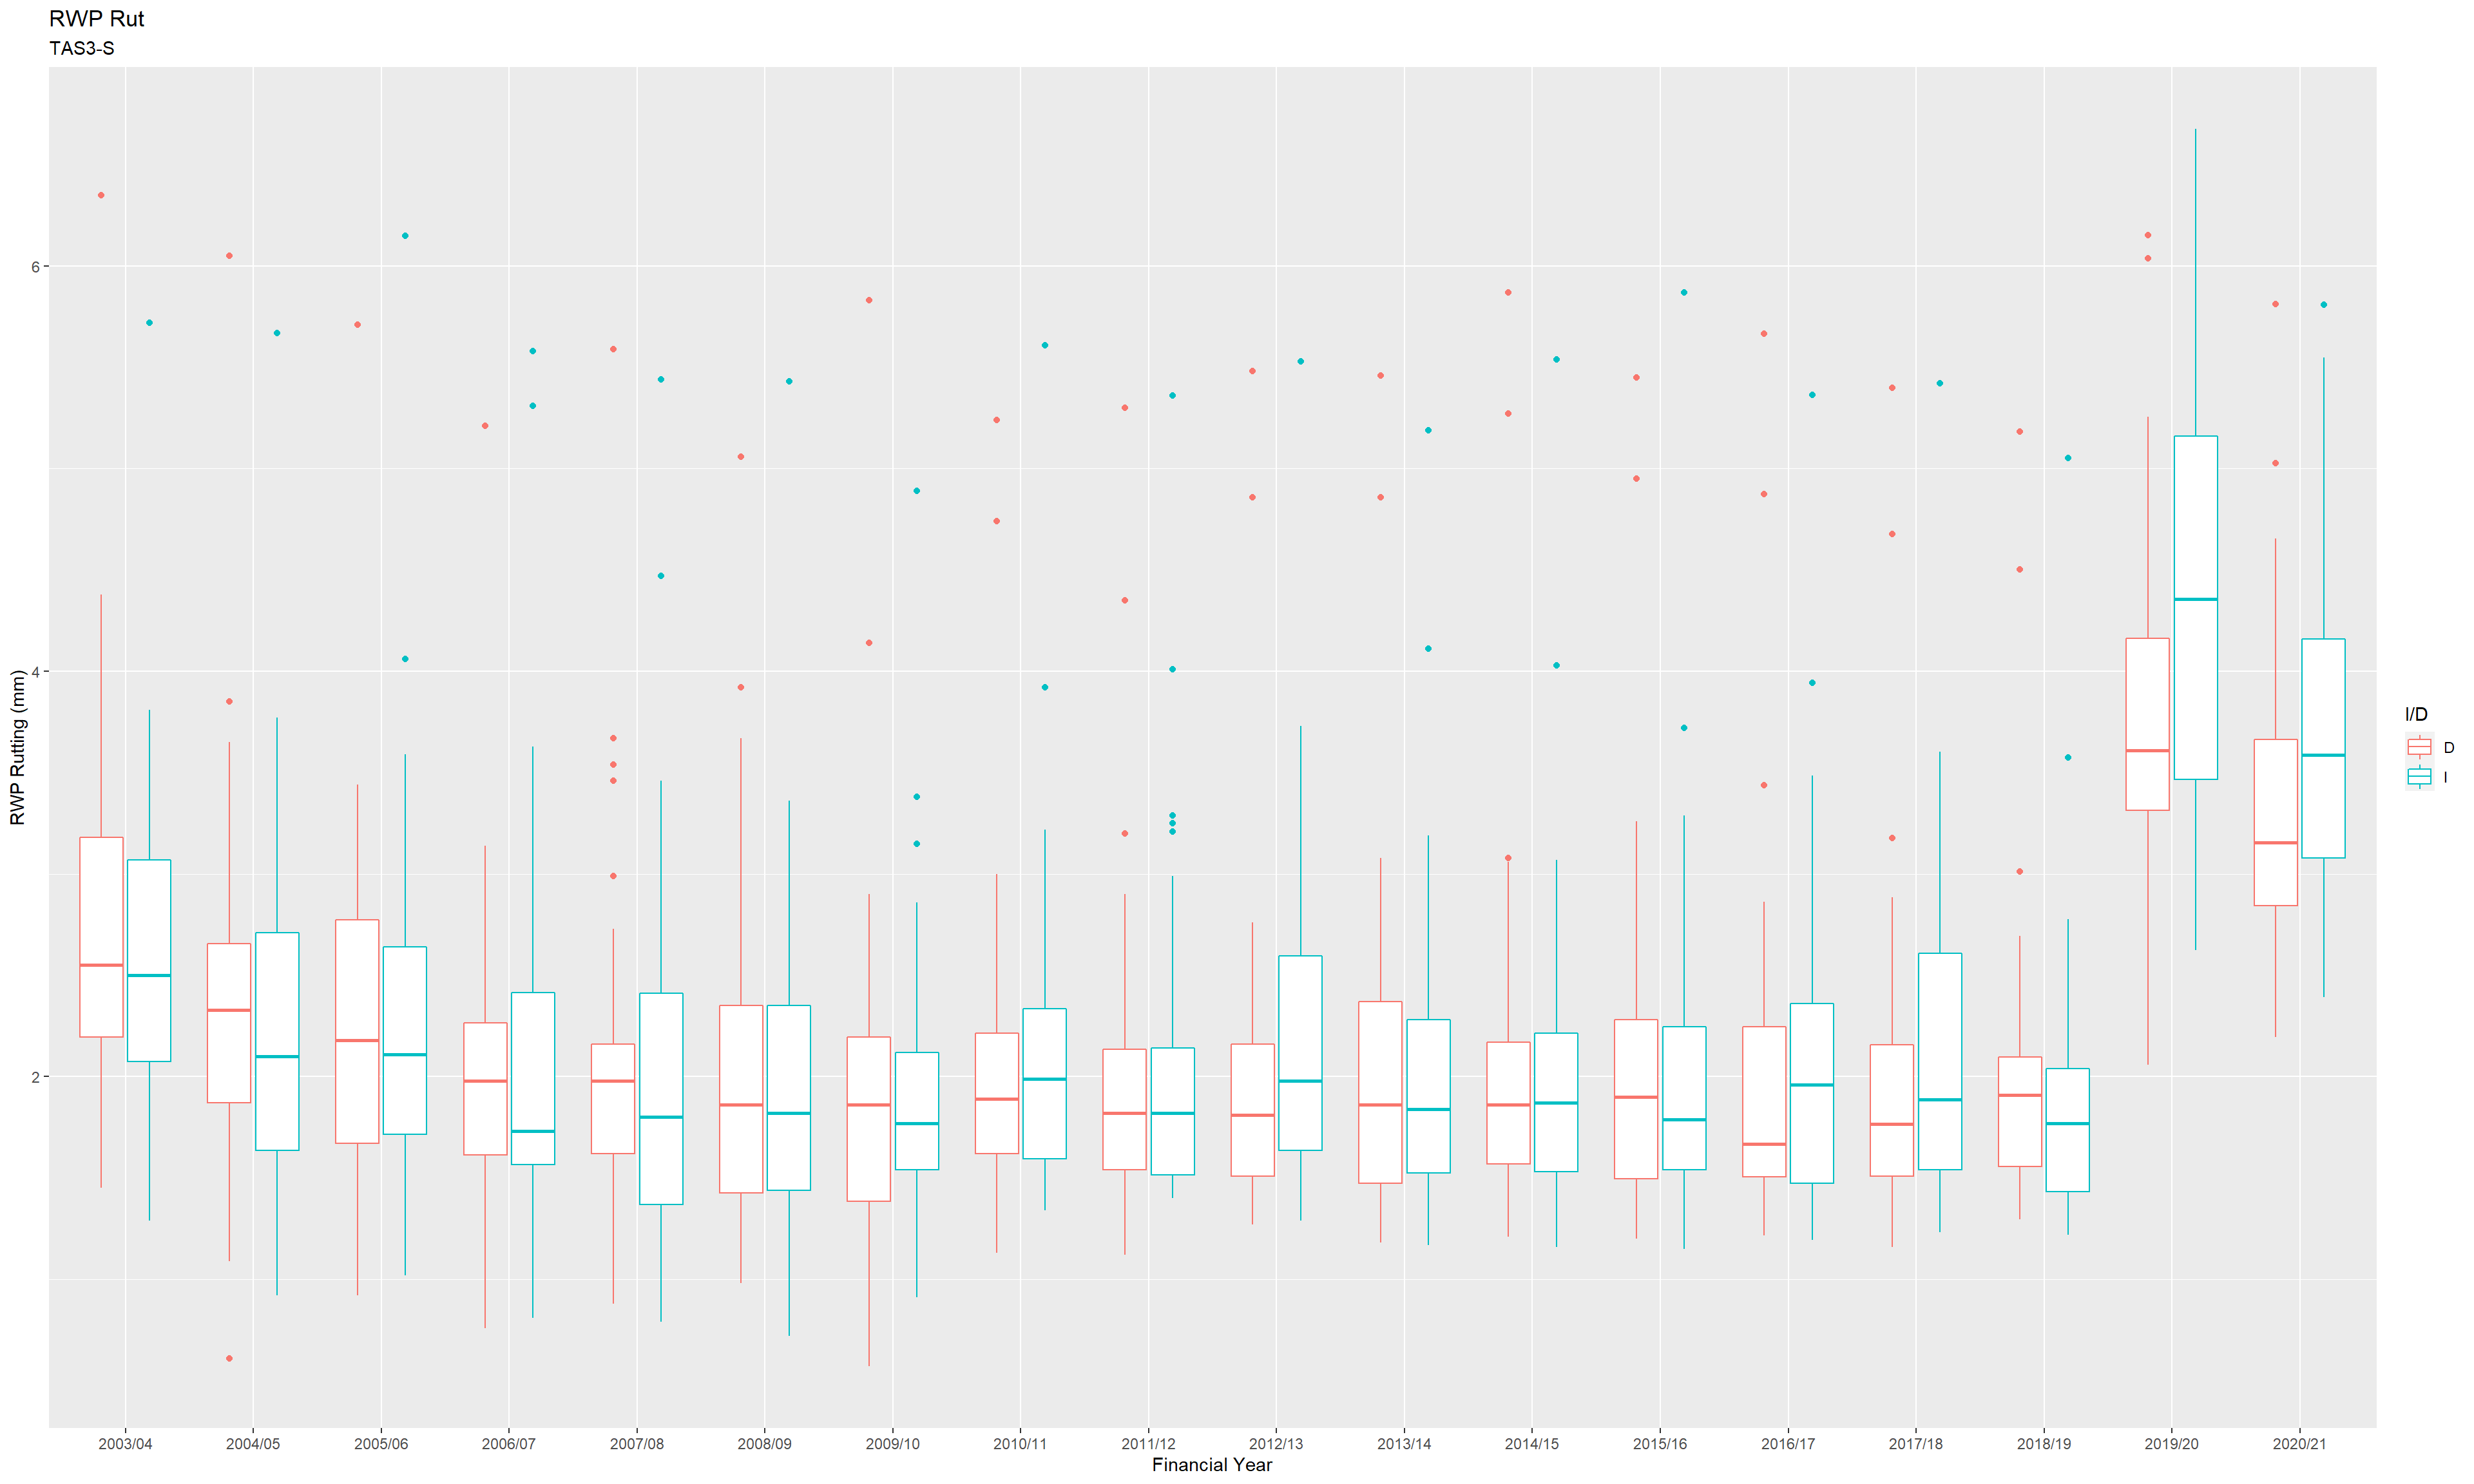 RWP Rut
TAS3-S
RWP Rutting (mm)
6
4
2
2003/04 2004/05 2005/06 2006/07 2007/08 2008/09 2009/10 2010/11 2011/12 2012/13 2013/14 2014/15 2015/16 2016/17 2017/18 2018/19 2019/20 2020/21
Financial Year
I/D
D
I